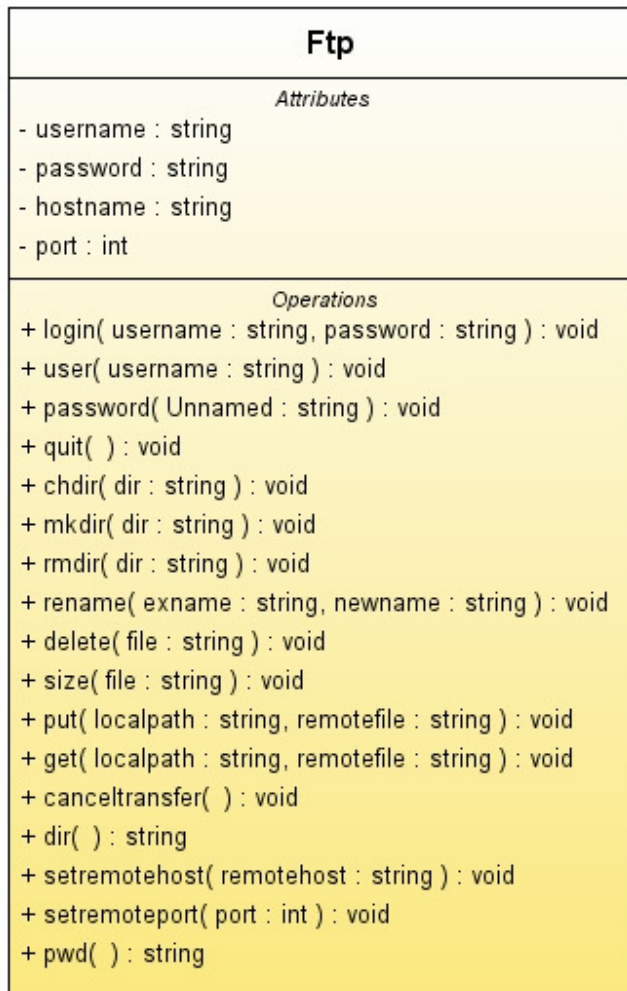 Ftp
Attributes
- username : string
- password : string
- hostname : string
- port : int
Operations
+ login( username : string, password : string ) : void
+ user( username : string ) : void
+ password( Unnamed : string ) : void
+ quit(  ) : void
+ chdir( dir : string ) : void
+ mkdir( dir : string ) : void
+ rmdir( dir : string ) : void
+ rename( exname : string, newname : string ) : void
+ delete( file : string ) : void
+ size( file : string ) : void
+ put( localpath : string, remotefile : string ) : void
+ get( localpath : string, remotefile : string ) : void
+ canceltransfer(  ) : void
+ dir(  ) : string
+ setremotehost( remotehost : string ) : void
+ setremoteport( port : int ) : void
+ pwd(  ) : string